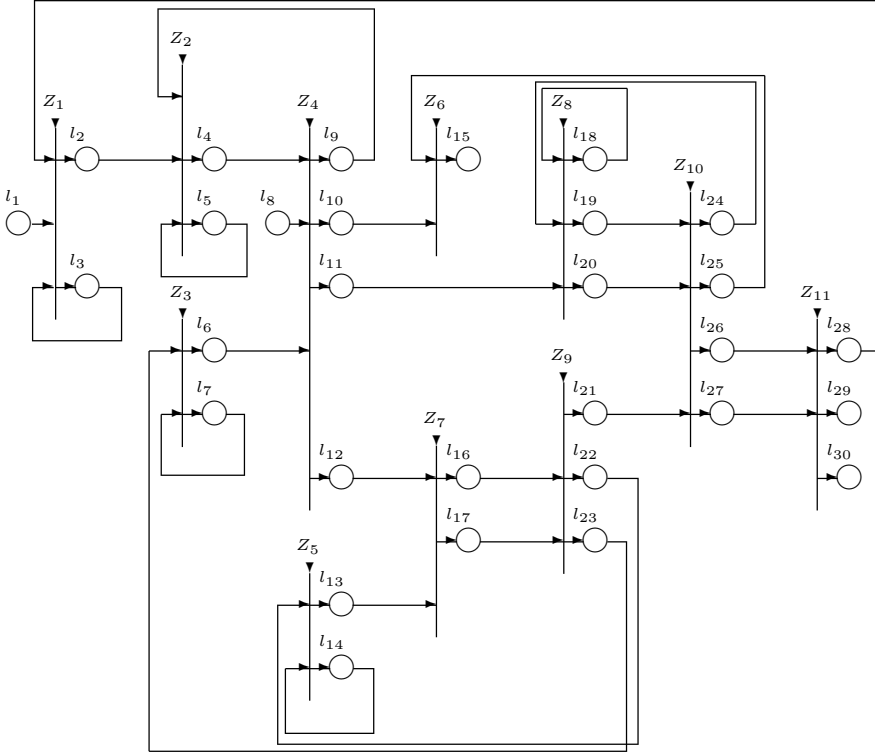 Z₂
Z₁ Z₄ Z₆ Z₈
l₂ l₄ l₉ l₁₅ l₁₈
Z₁₀
l₁ l₅ l₈ l₁₀ l₁₉ l₂₄
l₃ l₁₁ l₂₀ l₂₅
Z₃ Z₁₁
l₆ l₂₆ l₂₈
Z₉
l₇ l₂₁ l₂₇ l₂₉
Z₇
l₁₂ l₁₆ l₂₂ l₃₀
l₁₇ l₂₃
Z₅
l₁₃
l₁₄